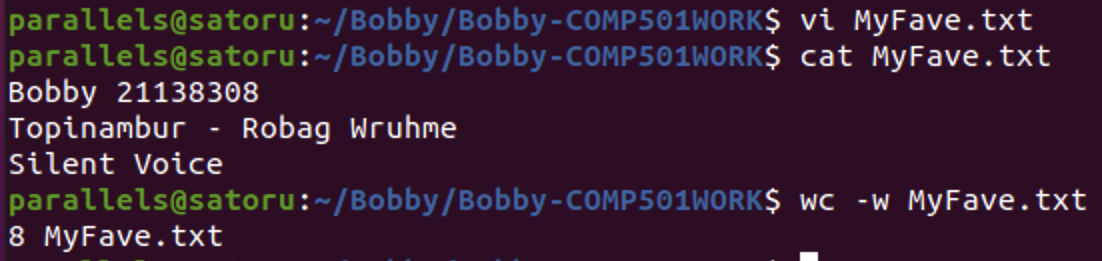 parallels@satoru:~/Bobby/Bobby-COMP501WORK$ vi MyFave.txt
parallels@satoru:~/Bobby/Bobby-COMP501WORK$ cat MyFave.txt
Bobby 21138308
Topinambur - Robag Wruhme
Silent Voice
parallels@satoru:~/Bobby/Bobby-COMP501WORK$ wc -w MyFave.txt
8 MyFave.txt